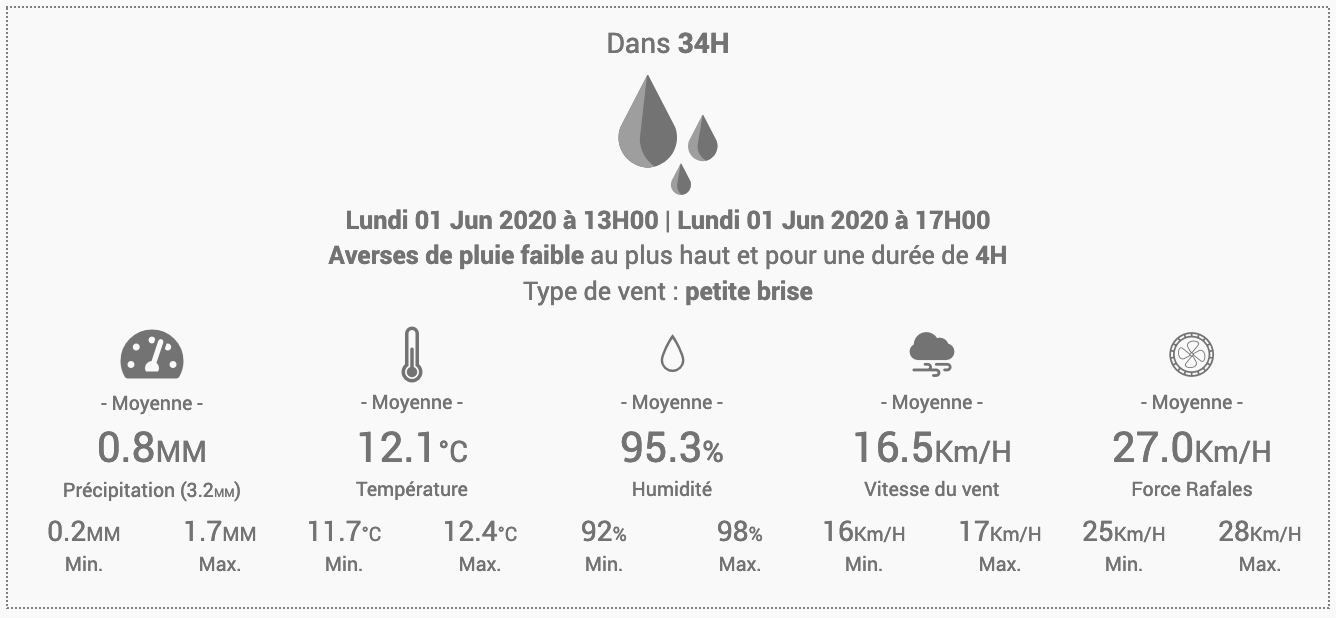 Dans 34H
Lundi 01 Jun 2020 à 13H00 | Lundi 01 Jun 2020 à 17H00
Averses de pluie faible au plus haut et pour une durée de 4H
Type de vent : petite brise
- Moyenne - - Moyenne - - Moyenne - - Moyenne - - Moyenne -
0.8MM 12.1°C 95.3% 16.5Km/H 27.0Km/H
Précipitation (3.2MM) Température Humidité Vitesse du vent Force Rafales
0.2MM 1.7MM 11.7°C 12.4°C 92% 98% 16Km/H 17Km/H 25Km/H 28Km/H
Min. Max. Min. Max. Min. Max. Min. Max. Min. Max.